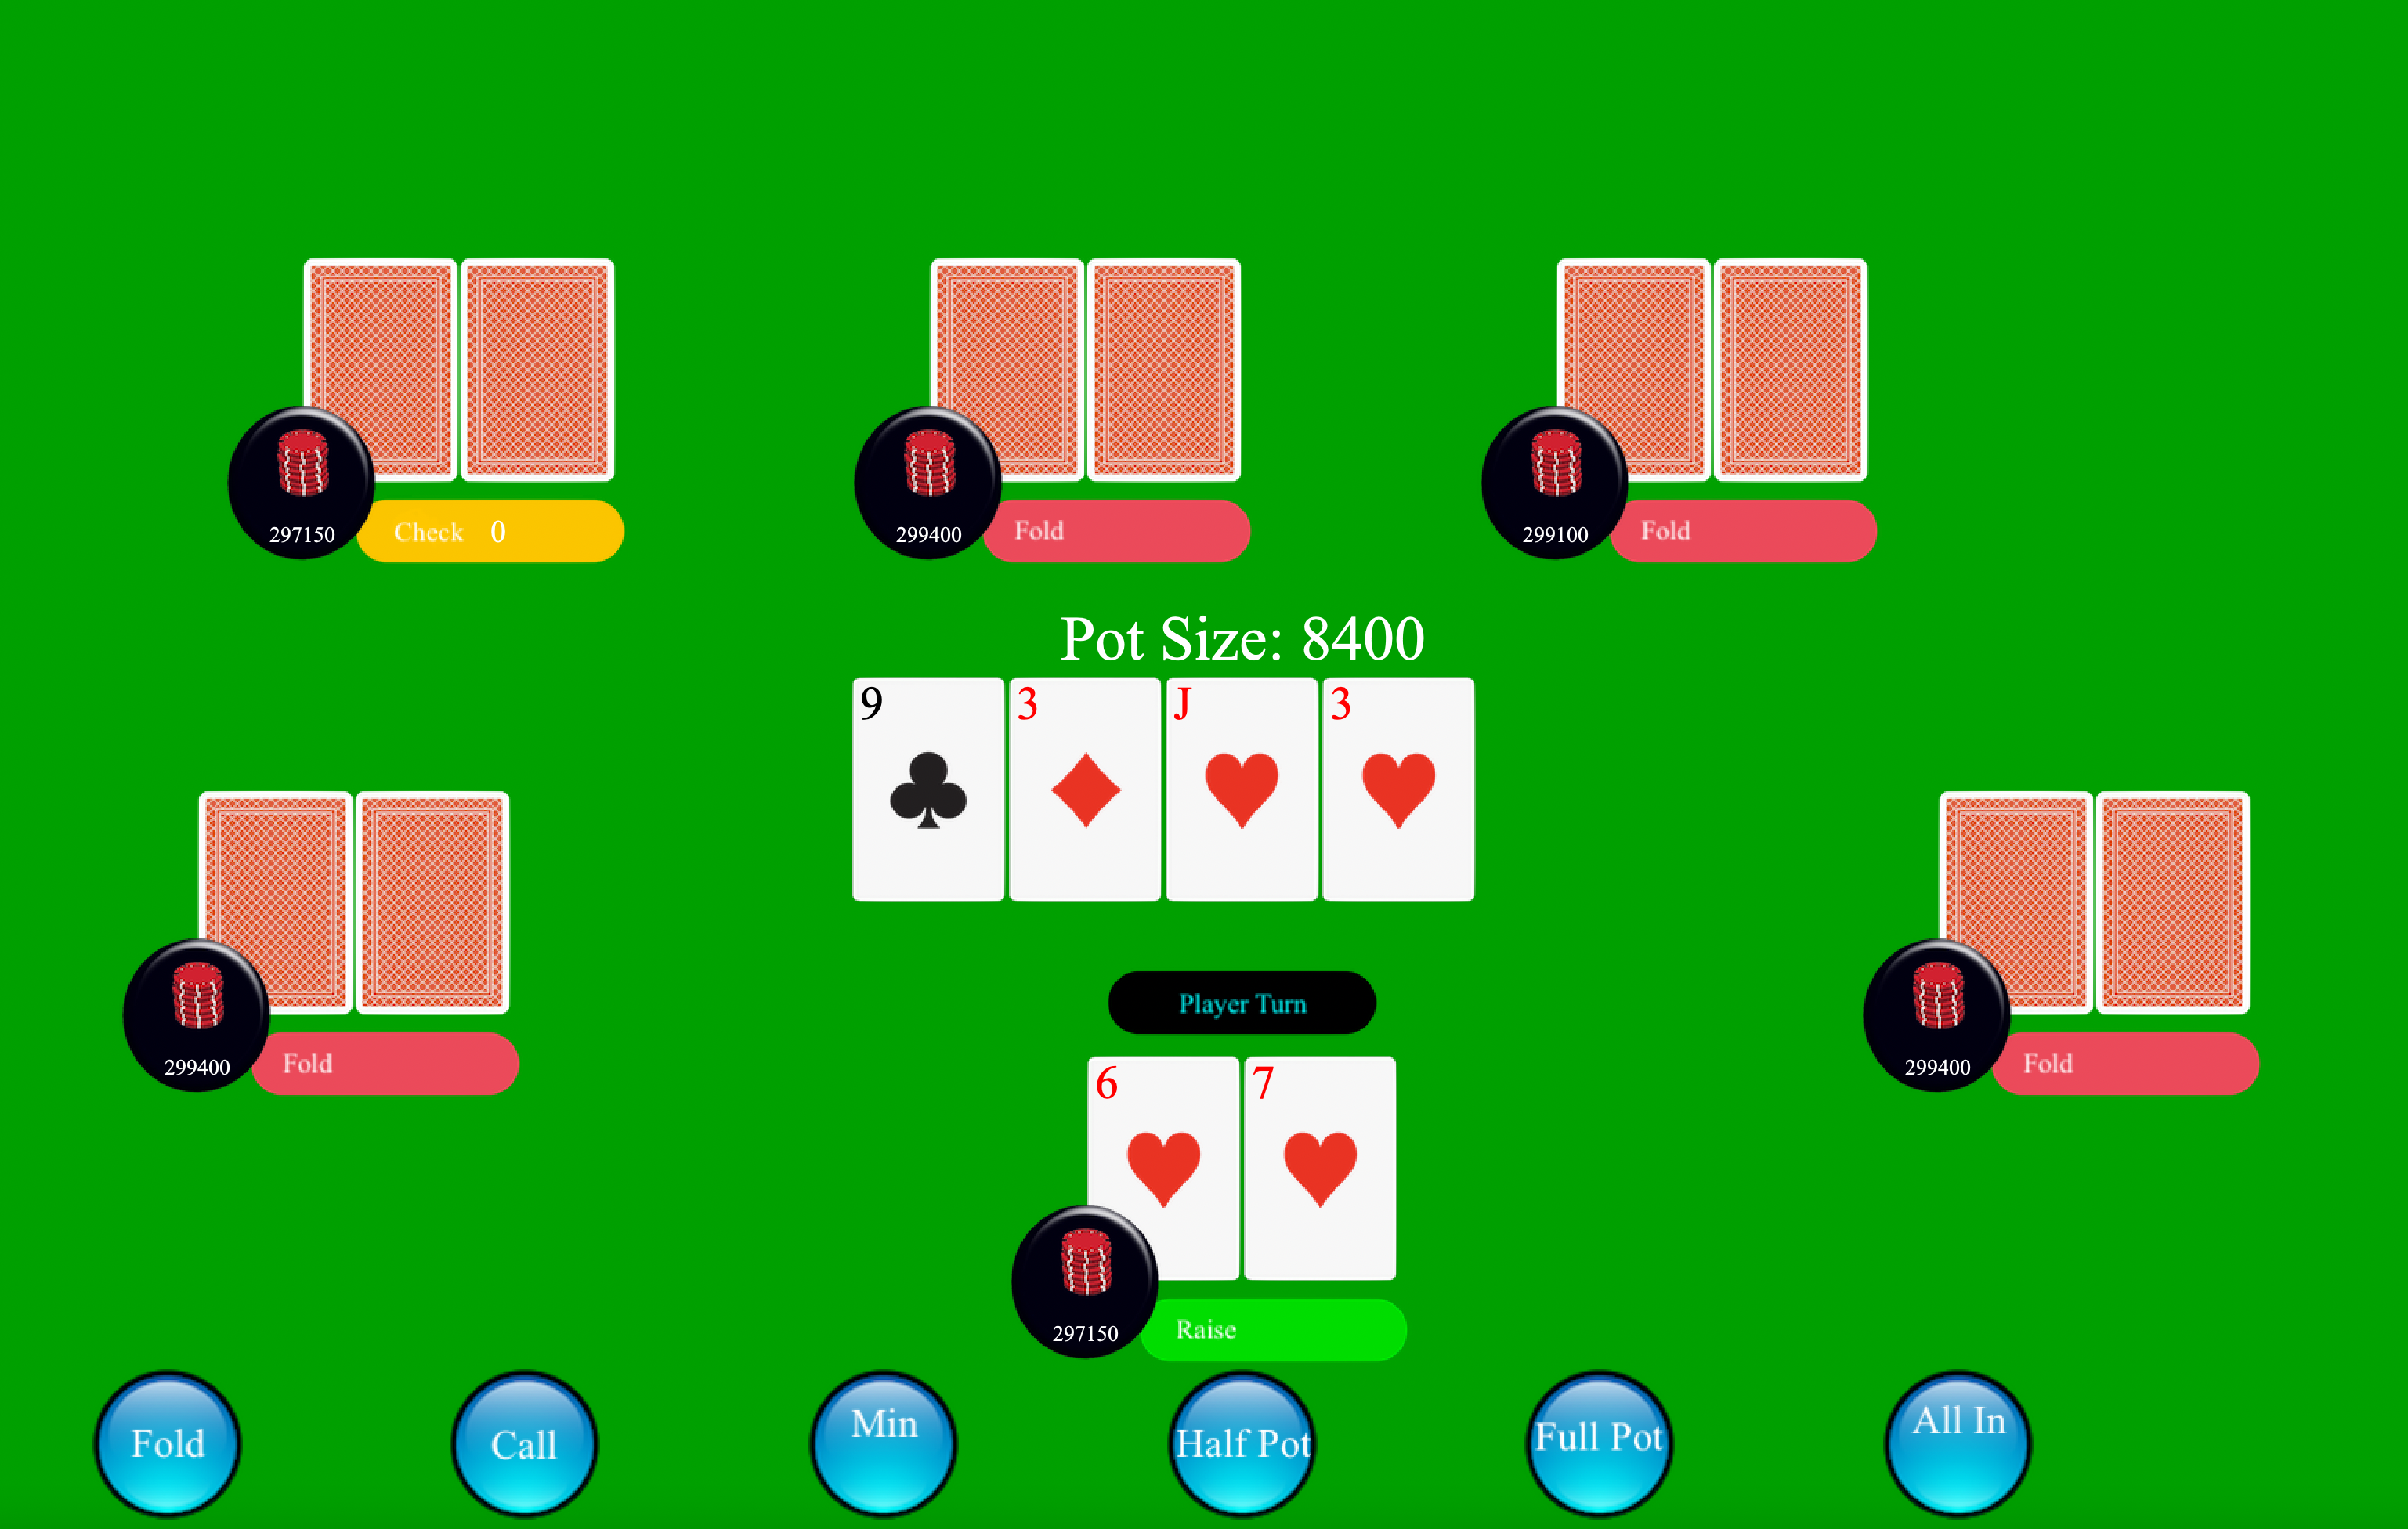 297150
Check 0
299400
Fold
299100
Fold
Pot Size: 8400
9 3 J 3
299400
Fold
Player Turn
299400
Fold
6 7
297150
Raise
Fold
Call
Min
Half Pot
Full Pot
All In